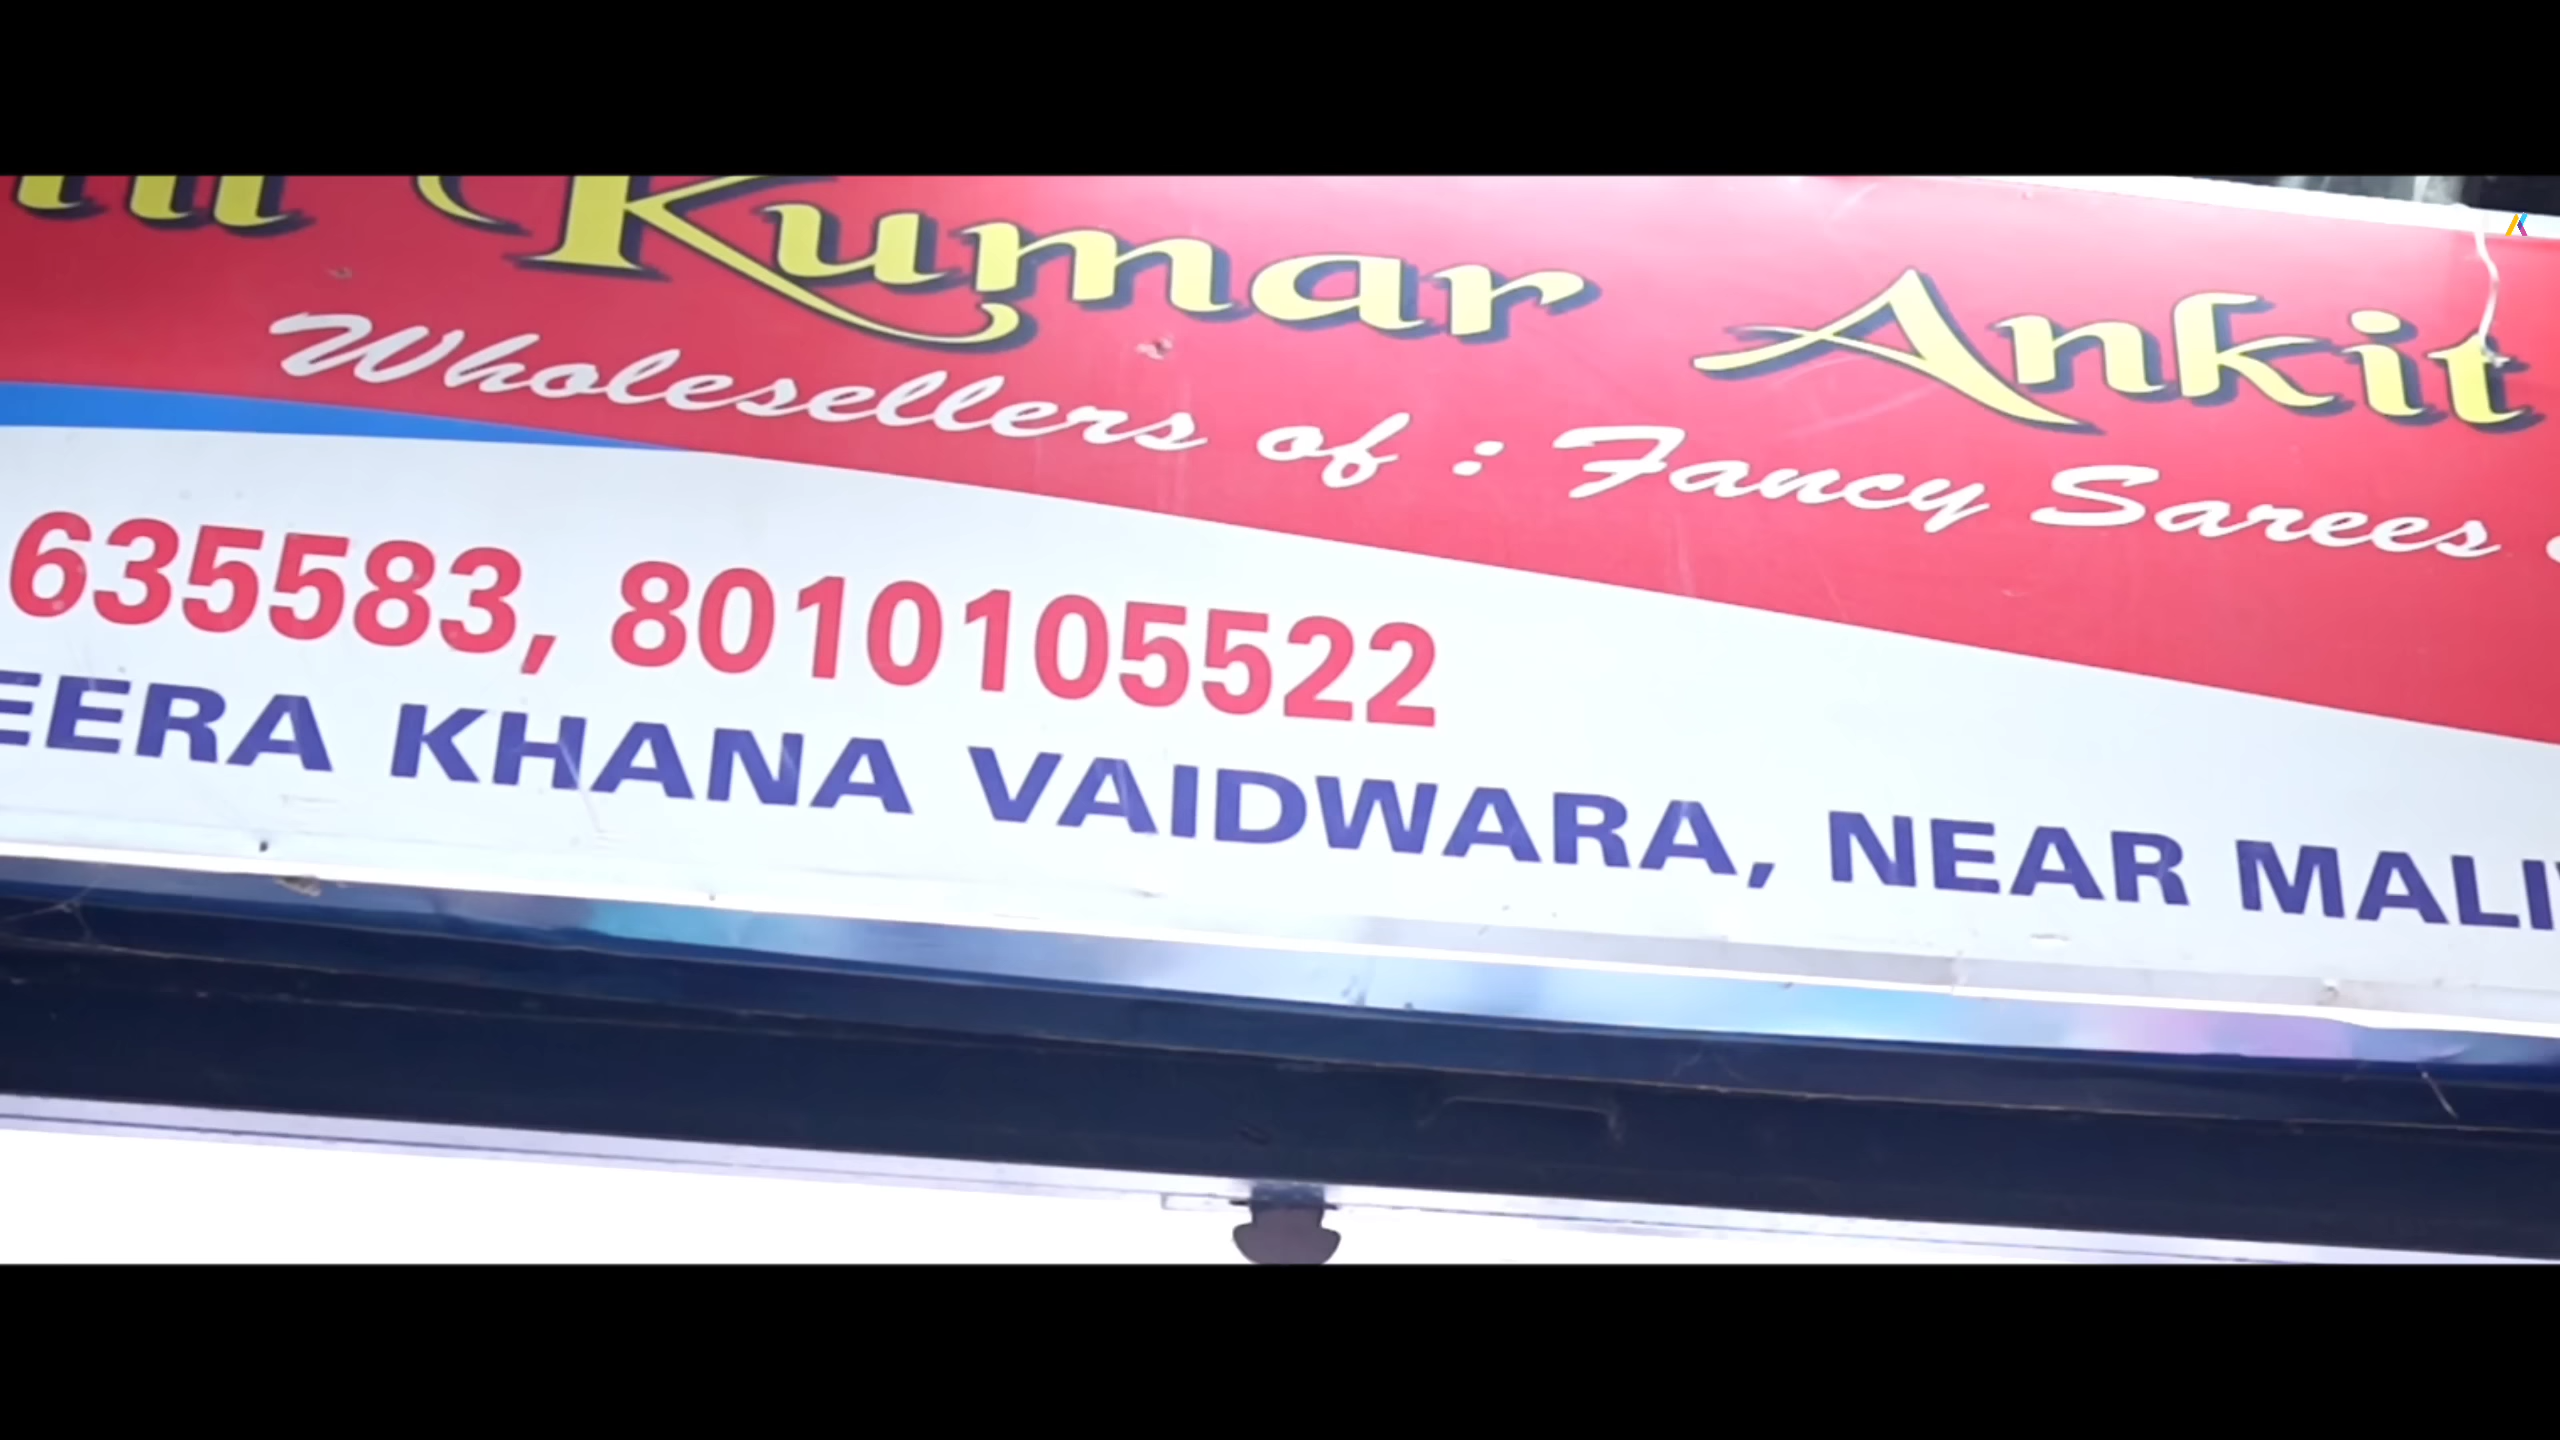 Kumar Ankit
Wholesellers of : Fancy Sarees
635583, 8010105522
EERA KHANA VAIDWARA, NEAR MALI